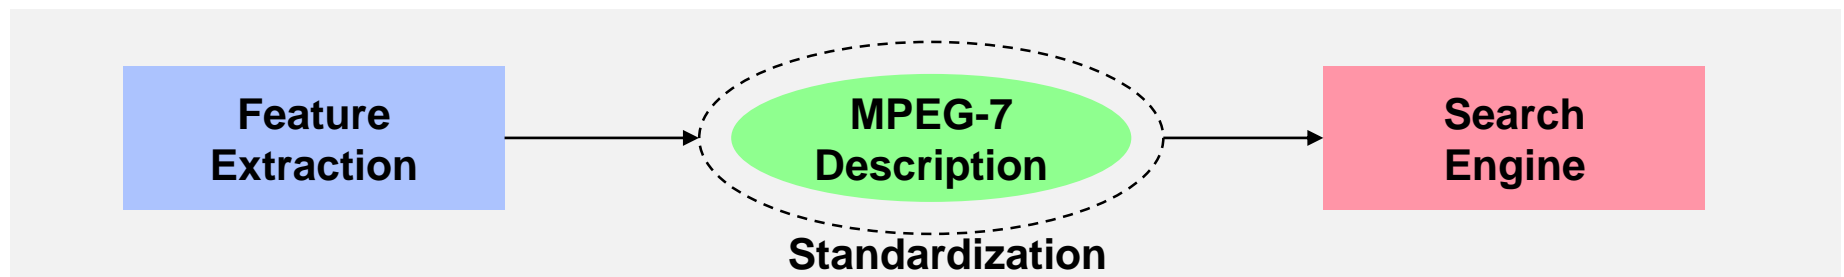 Feature
Extraction
MPEG-7
Description
Search
Engine
Standardization